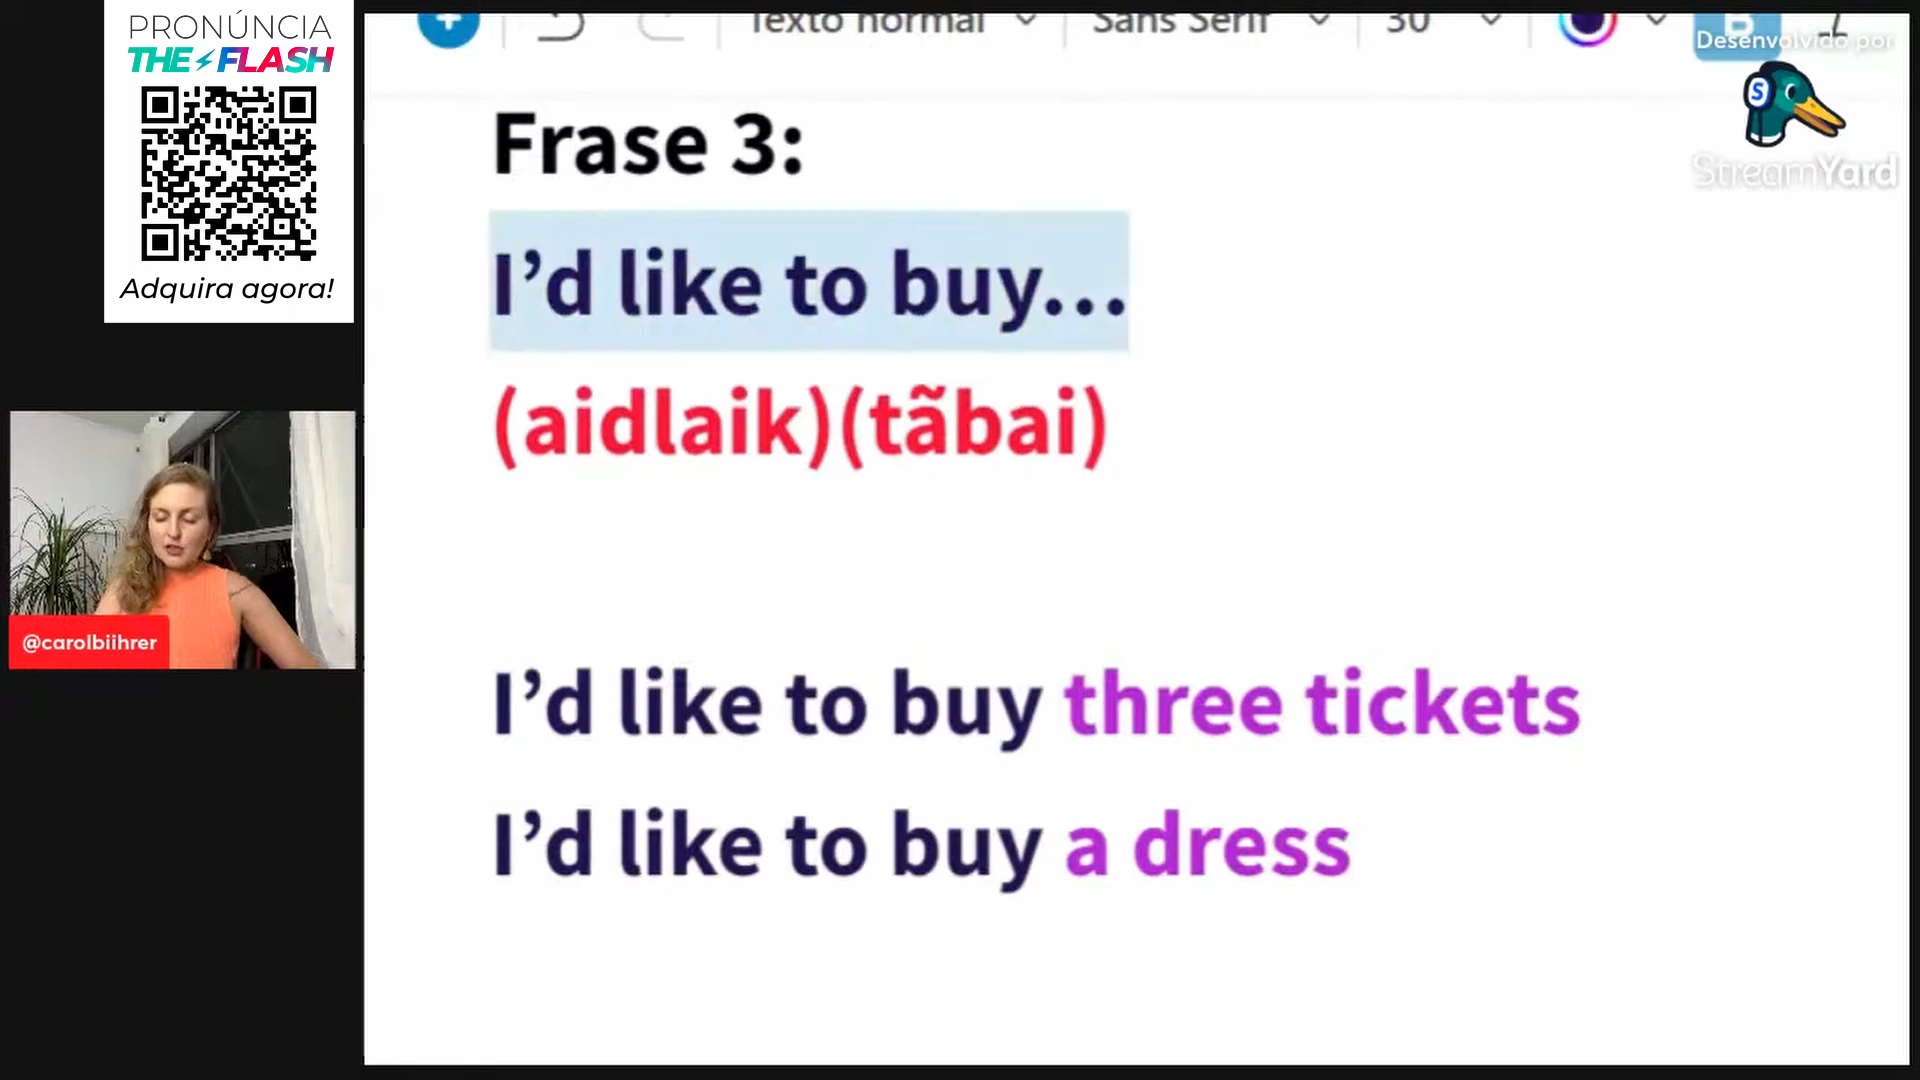 PRONÚNCIA
THE FLASH
Adquira agora!
@carolbiihrer
Texto normal
Sans Serif
30
B
Desenvolvido por
S
StreamYard
Frase 3:
I’d like to buy…
(aidlaik)(tãbai)
I’d like to buy three tickets
I’d like to buy a dress